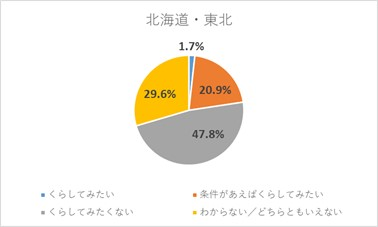 北海道・東北
1.7%
20.9%
29.6%
47.8%
くらしてみたい
条件があえばくらしてみたい
くらしてみたくない
わからない／どちらともいえない